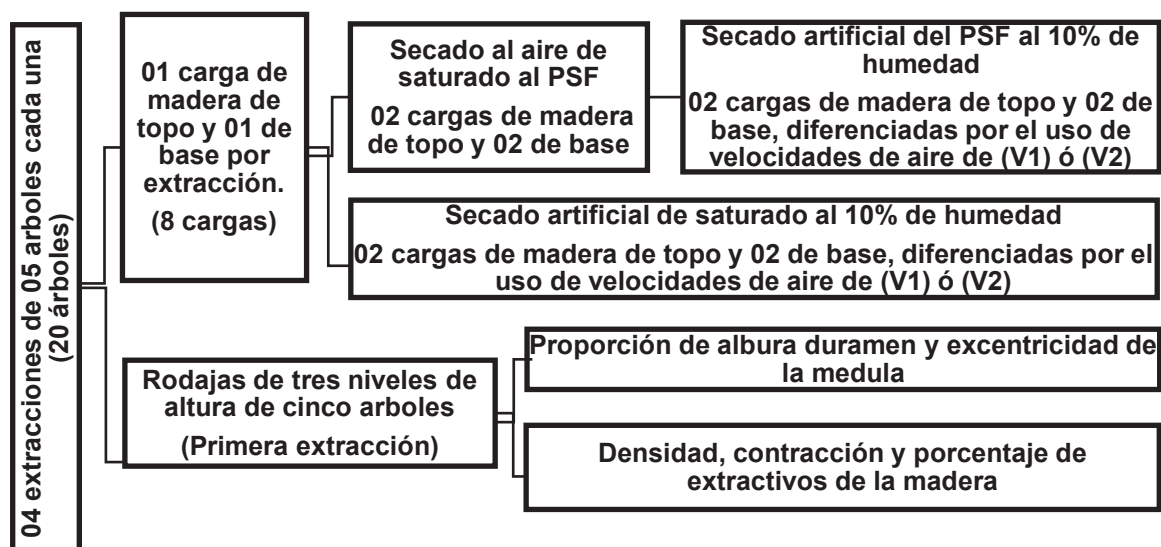 04 extracciones de 05 arboles cada una
(20 árboles)
01 carga de
madera de
topo y 01 de
base por
extracción.
(8 cargas)
Secado al aire de
saturado al PSF
02 cargas de madera
de topo y 02 de base
Secado artificial del PSF al 10% de
humedad
02 cargas de madera de topo y 02 de
base, diferenciadas por el uso de
velocidades de aire de (V1) ó (V2)
Secado artificial de saturado al 10% de humedad
02 cargas de madera de topo y 02 de base, diferenciadas por el
uso de velocidades de aire de (V1) ó (V2)
Rodajas de tres niveles de
altura de cinco arboles
(Primera extracción)
Proporción de albura duramen y excentricidad de
la medula
Densidad, contracción y porcentaje de
extractivos de la madera